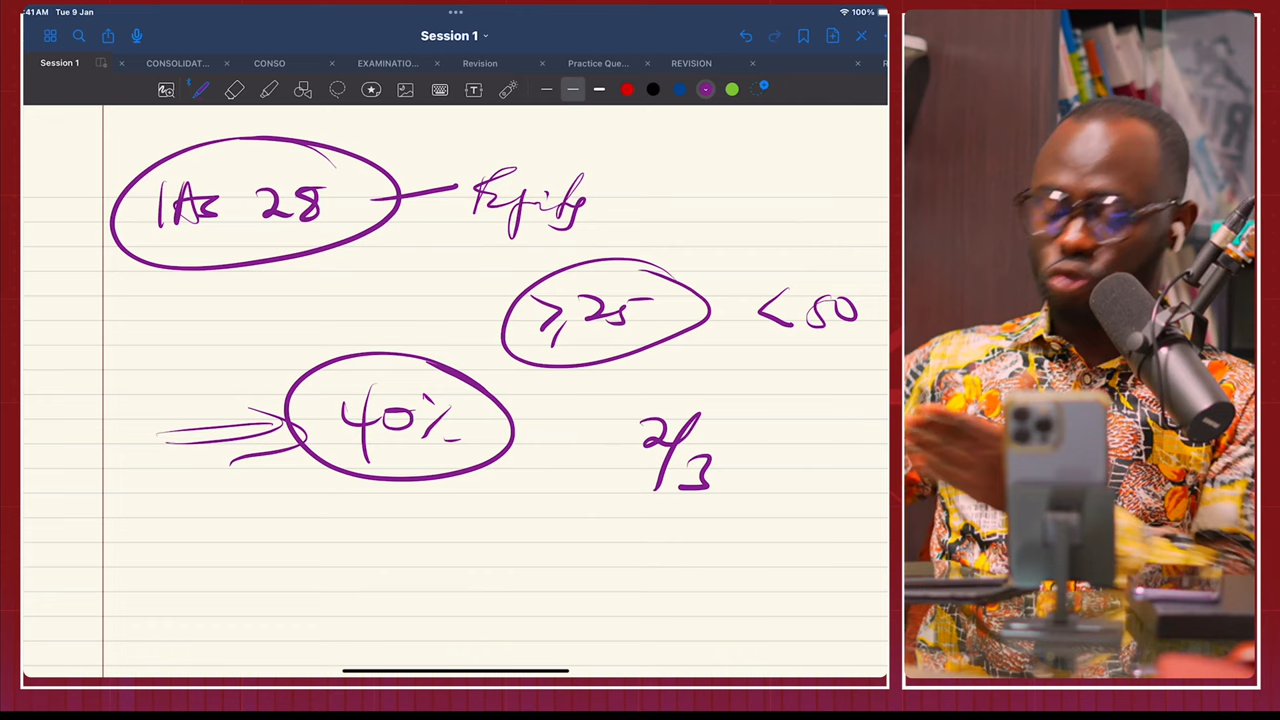 :41 AM Tue 9 Jan
100%
Session 1
Session 1 CONSOLIDAT... CONSO EXAMINATIO... Revision Practice Que... REVISION
IAS 28 Equity
≥ 25 < 50
40%
2/3